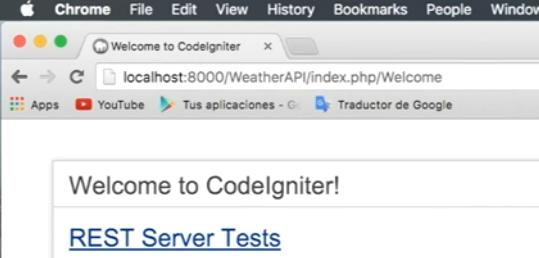 Chrome File Edit View History Bookmarks People Window
Welcome to CodeIgniter ×
localhost:8000/WeatherAPI/index.php/Welcome
Apps YouTube Tus aplicaciones - G Traductor de Google
Welcome to CodeIgniter!
REST Server Tests